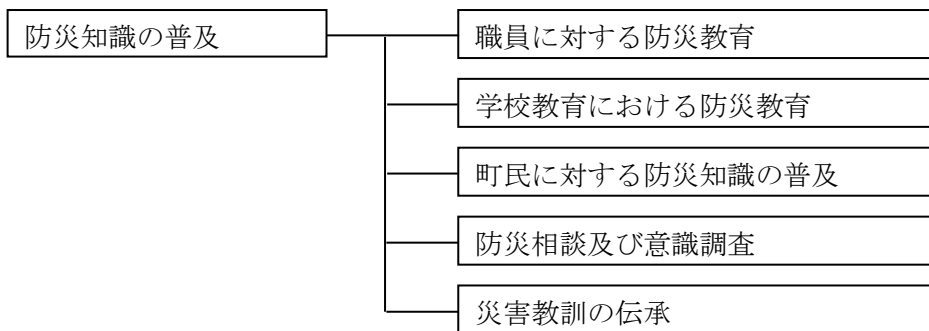 防災知識の普及
職員に対する防災教育
学校教育における防災教育
町民に対する防災知識の普及
防災相談及び意識調査
災害教訓の伝承